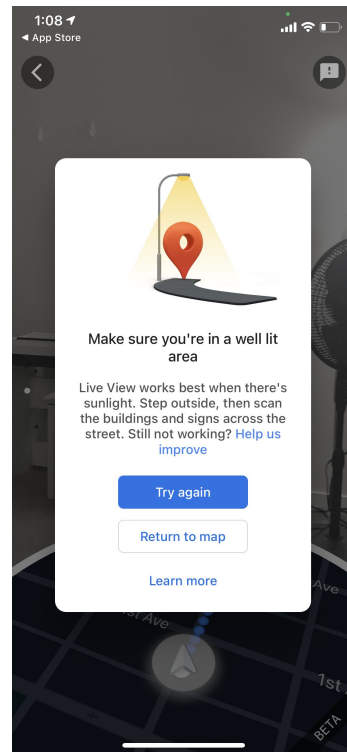 1:08
◀ App Store
Make sure you're in a well lit
area
Live View works best when there's
sunlight. Step outside, then scan
the buildings and signs across the
street. Still not working? Help us
improve
Try again
Return to map
Learn more
Ave
1st Ave
1st
BETA